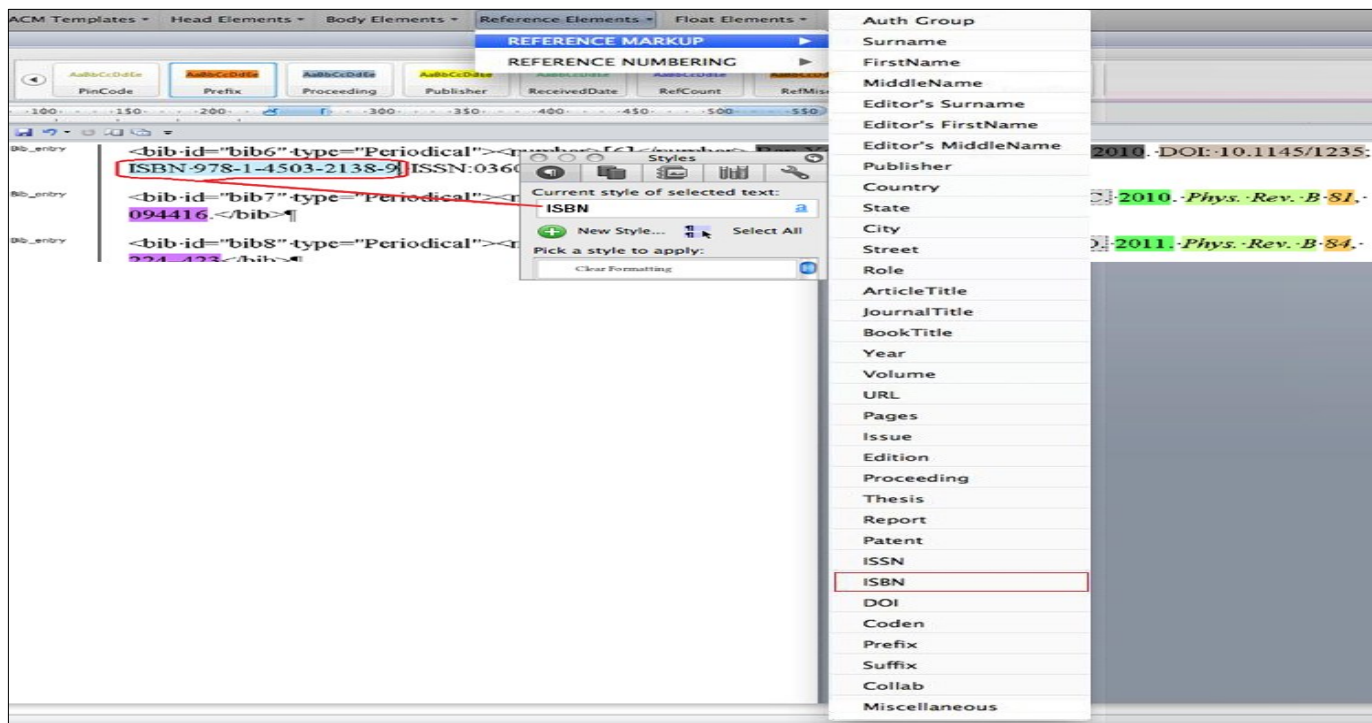 ACM Templates Head Elements Body Elements Reference Elements Float Elements
REFERENCE MARKUP
REFERENCE NUMBERING
AaBbCcDdEe AaBbCcDdEe AaBbCcDdEe AaBbCcDdEe
PinCode Prefix Proceeding Publisher ReceivedDate RefCount RefMis
100 150 200 300 350 400 450 500 550
Bib_entry <bib·id="bib6"·type="Periodical"> 2010.·DOI:·10.1145/1235:
ISBN·978-1-4503-2138-9 ISSN:0360
Bib_entry <bib·id="bib7"·type="Periodical"> 2010.·Phys.·Rev.·B·81,·
094416.</bib>¶
Bib_entry <bib·id="bib8"·type="Periodical"> 2011.·Phys.·Rev.·B·84,·
Styles
Current style of selected text:
ISBN a
New Style... Select All
Pick a style to apply:
Clear Formatting
Auth Group
Surname
FirstName
MiddleName
Editor's Surname
Editor's FirstName
Editor's MiddleName
Publisher
Country
State
City
Street
Role
ArticleTitle
JournalTitle
BookTitle
Year
Volume
URL
Pages
Issue
Edition
Proceeding
Thesis
Report
Patent
ISSN
ISBN
DOI
Coden
Prefix
Suffix
Collab
Miscellaneous